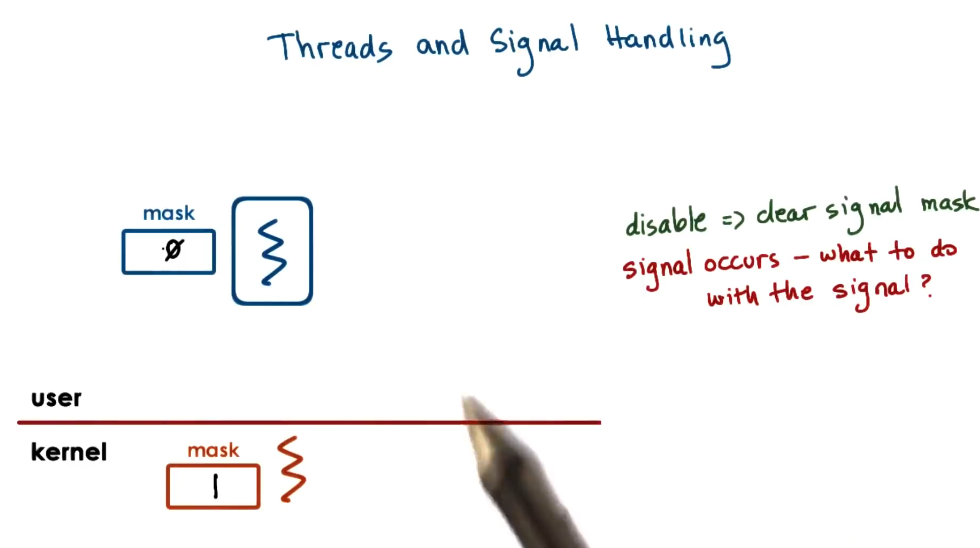 Threads and Signal Handling
mask
0
disable => clear signal mask
signal occurs - what to do
with the signal?
user
kernel
mask
1